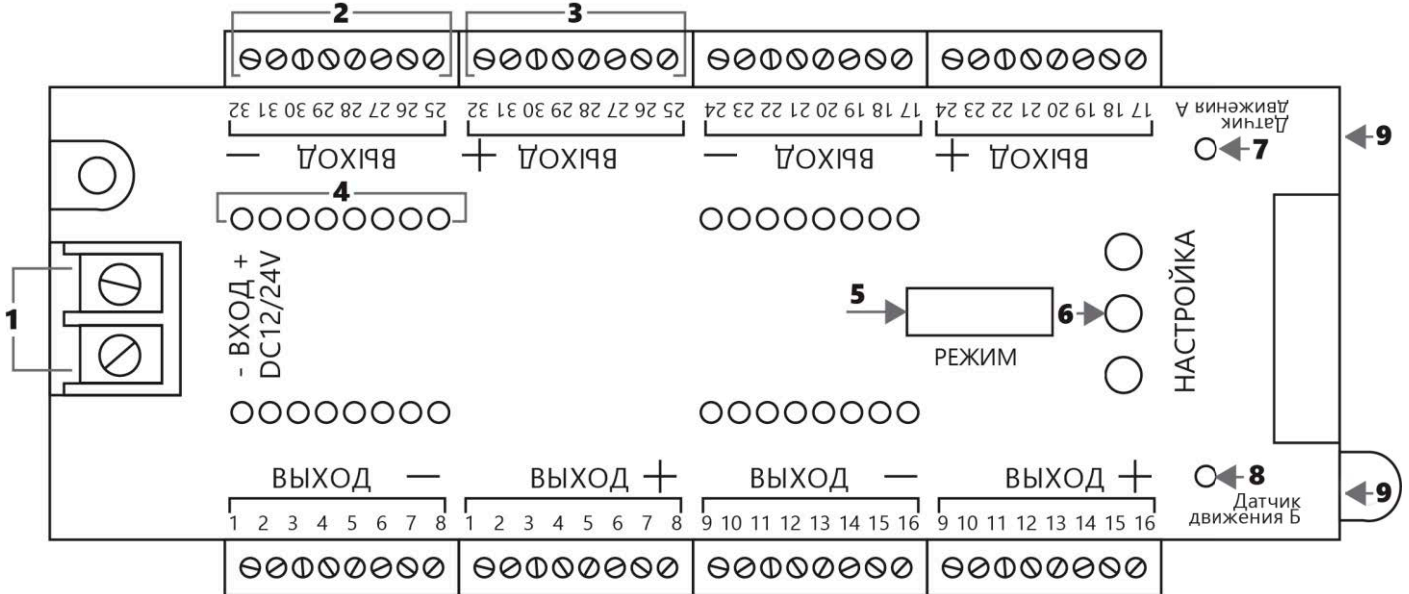 2 3
32 31 30 29 28 27 26 25 32 31 30 29 28 27 26 25 24 23 22 21 20 19 18 17 24 23 22 21 20 19 18 17
Датчик
движения А
— ВЫХОД + ВЫХОД — ВЫХОД + ВЫХОД
7
9
4
- ВХОД +
DC12/24V
1
5
РЕЖИМ
6
НАСТРОЙКА
ВЫХОД — ВЫХОД + ВЫХОД — ВЫХОД +
8
9
Датчик
движения Б
1 2 3 4 5 6 7 8 1 2 3 4 5 6 7 8 9 10 11 12 13 14 15 16 9 10 11 12 13 14 15 16